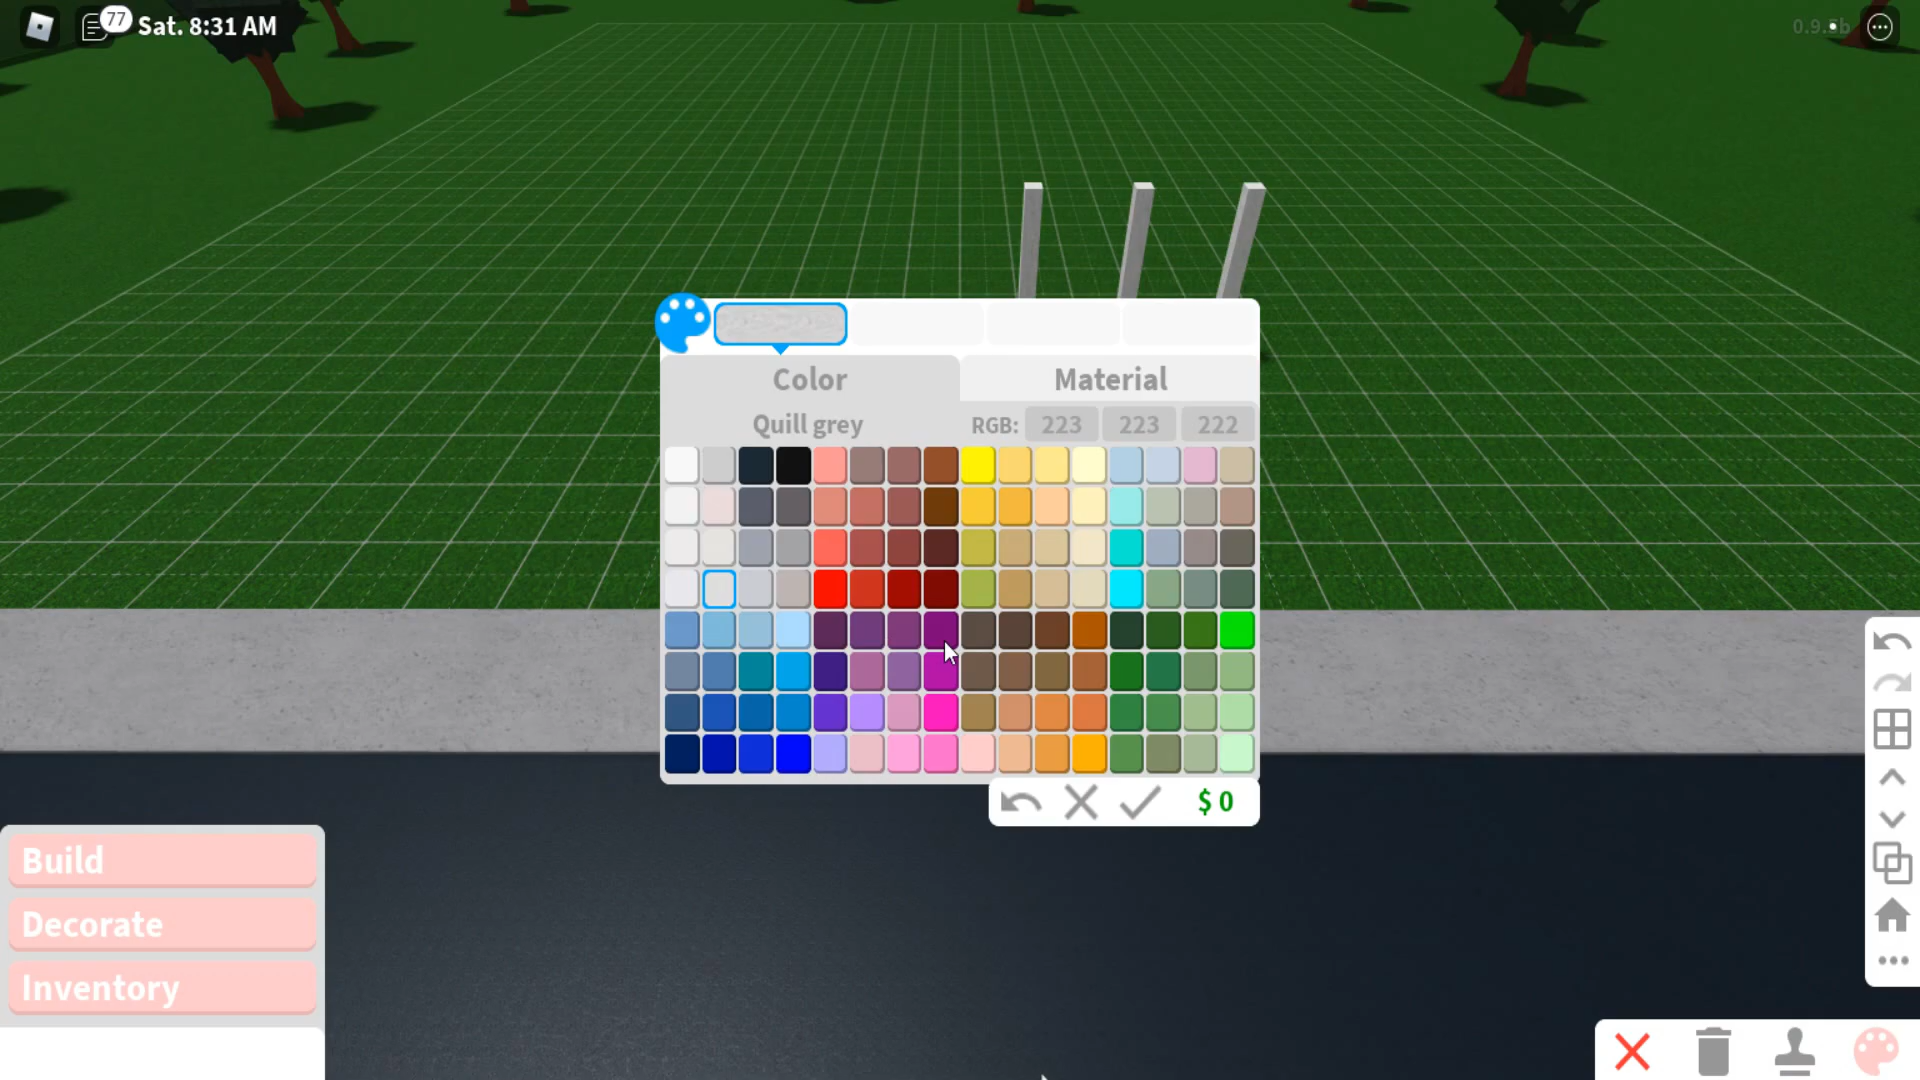 77
Sat. 8:31 AM
Color
Material
Quill grey
RGB: 223 223 222
$ 0
Build
Decorate
Inventory